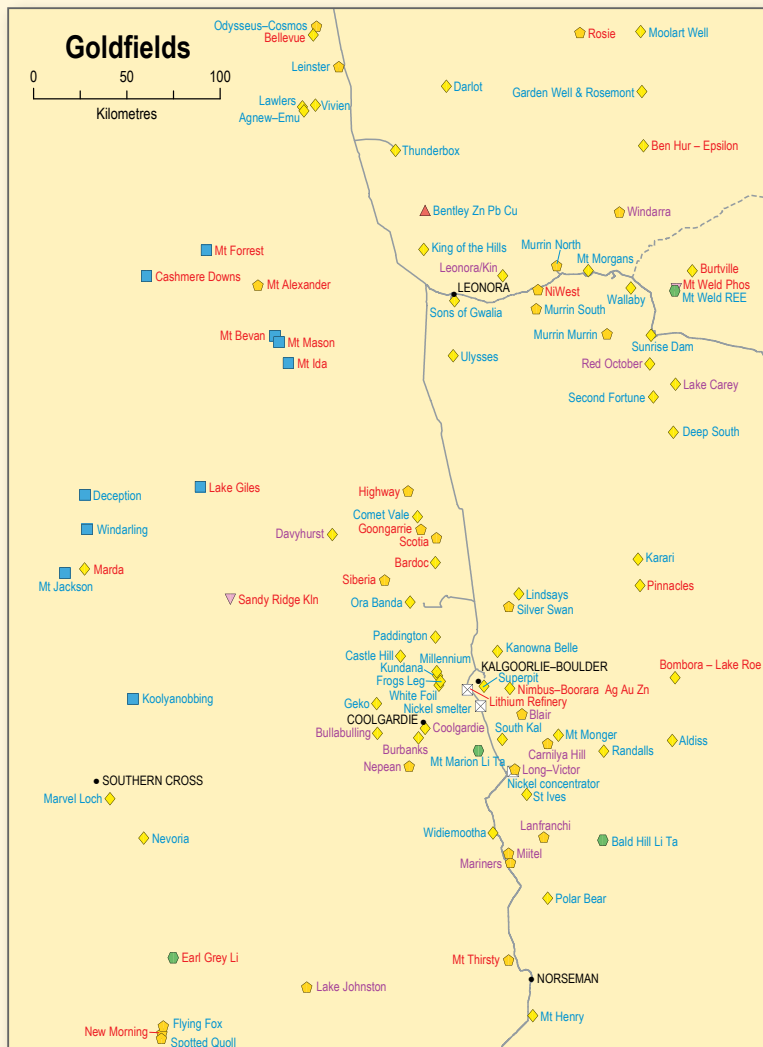 Odysseus–Cosmos
Bellevue
Rosie
Moolart Well
Goldfields
0 50 100
Kilometres
Leinster
Darlot
Garden Well & Rosemont
Lawlers
Vivien
Agnew–Emu
Thunderbox
Ben Hur – Epsilon
Bentley Zn Pb Cu
Windarra
Mt Forrest
King of the Hills
Murrin North
Mt Morgans
Leonora/Kin
Burtville
Cashmere Downs
Mt Alexander
LEONORA
NiWest
Wallaby
Mt Weld Phos
Mt Weld REE
Sons of Gwalia
Murrin South
Mt Bevan
Mt Mason
Murrin Murrin
Sunrise Dam
Mt Ida
Ulysses
Red October
Lake Carey
Second Fortune
Deep South
Lake Giles
Highway
Deception
Comet Vale
Windarling
Goongarrie
Davyhurst
Scotia
Karari
Marda
Bardoc
Mt Jackson
Siberia
Pinnacles
Sandy Ridge Kln
Ora Banda
Lindsays
Silver Swan
Paddington
Kanowna Belle
Castle Hill
Millennium
Kundana
KALGOORLIE–BOULDER
Bombora – Lake Roe
Frogs Leg
Superpit
White Foil
Nimbus–Boorara Ag Au Zn
Koolyanobbing
Geko
Lithium Refinery
Nickel smelter
Blair
COOLGARDIE
Coolgardie
South Kal
Mt Monger
Bullabulling
Burbanks
Carnilya Hill
Randalls
Aldiss
Mt Marion Li Ta
Nepean
Long–Victor
SOUTHERN CROSS
Nickel concentrator
Marvel Loch
St Ives
Lanfranchi
Widiemootha
Nevoria
Bald Hill Li Ta
Miitel
Mariners
Polar Bear
Earl Grey Li
Mt Thirsty
NORSEMAN
Lake Johnston
Mt Henry
Flying Fox
New Morning
Spotted Quoll